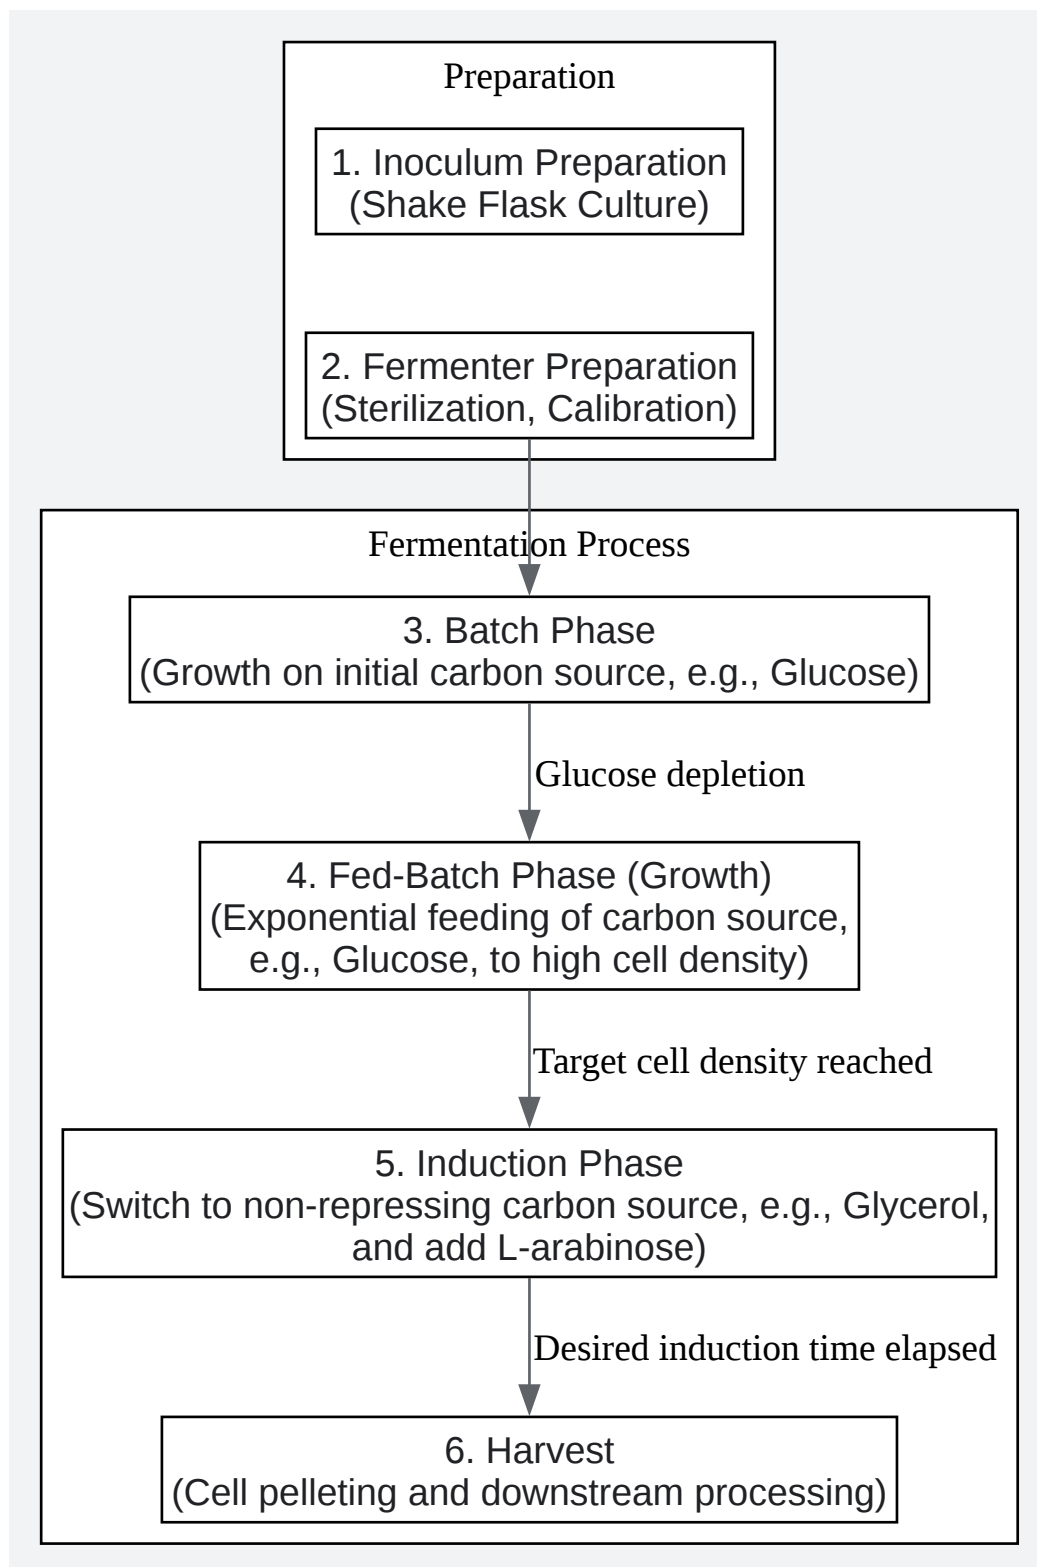 Preparation
1. Inoculum Preparation
(Shake Flask Culture)
2. Fermenter Preparation
(Sterilization, Calibration)
Fermentation Process
3. Batch Phase
(Growth on initial carbon source, e.g., Glucose)
Glucose depletion
4. Fed-Batch Phase (Growth)
(Exponential feeding of carbon source,
e.g., Glucose, to high cell density)
Target cell density reached
5. Induction Phase
(Switch to non-repressing carbon source, e.g., Glycerol,
and add L-arabinose)
Desired induction time elapsed
6. Harvest
(Cell pelleting and downstream processing)